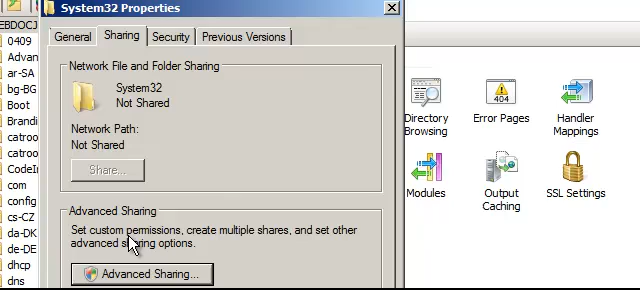 System32 Properties
General
Sharing
Security
Previous Versions
Network File and Folder Sharing
System32
Not Shared
Network Path:
Not Shared
Share...
Advanced Sharing
Set custom permissions, create multiple shares, and set other
advanced sharing options.
Advanced Sharing...
0409
Advan
ar-SA
bg-BG
Boot
Brandi
catroo
catroo
CodeIn
com
config
cs-CZ
da-DK
de-DE
dhcp
dns
Directory
Browsing
404
Error Pages
Handler
Mappings
Modules
Output
Caching
SSL Settings